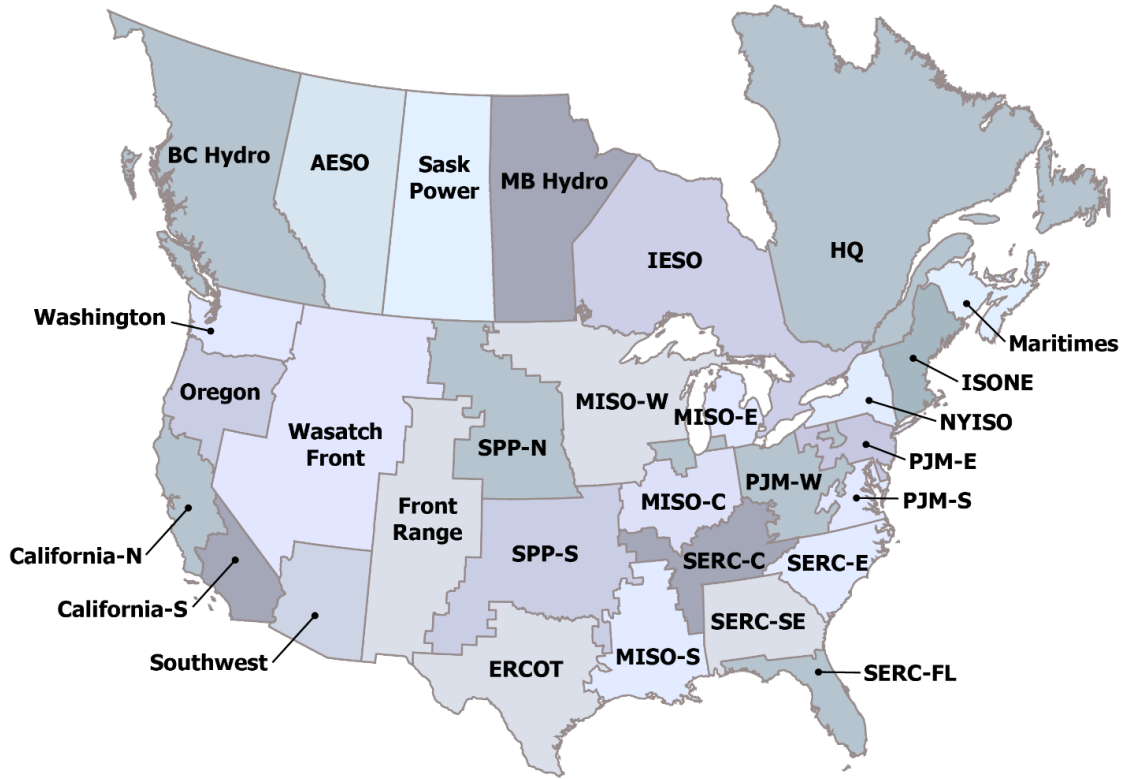 BC Hydro
AESO
Sask
Power
MB Hydro
IESO
HQ
Washington
Maritimes
ISONE
Oregon
MISO-W
MISO-E
NYISO
Wasatch
Front
SPP-N
PJM-E
PJM-W
PJM-S
MISO-C
Front
Range
California-N
SPP-S
SERC-C
SERC-E
California-S
SERC-SE
Southwest
ERCOT
MISO-S
SERC-FL